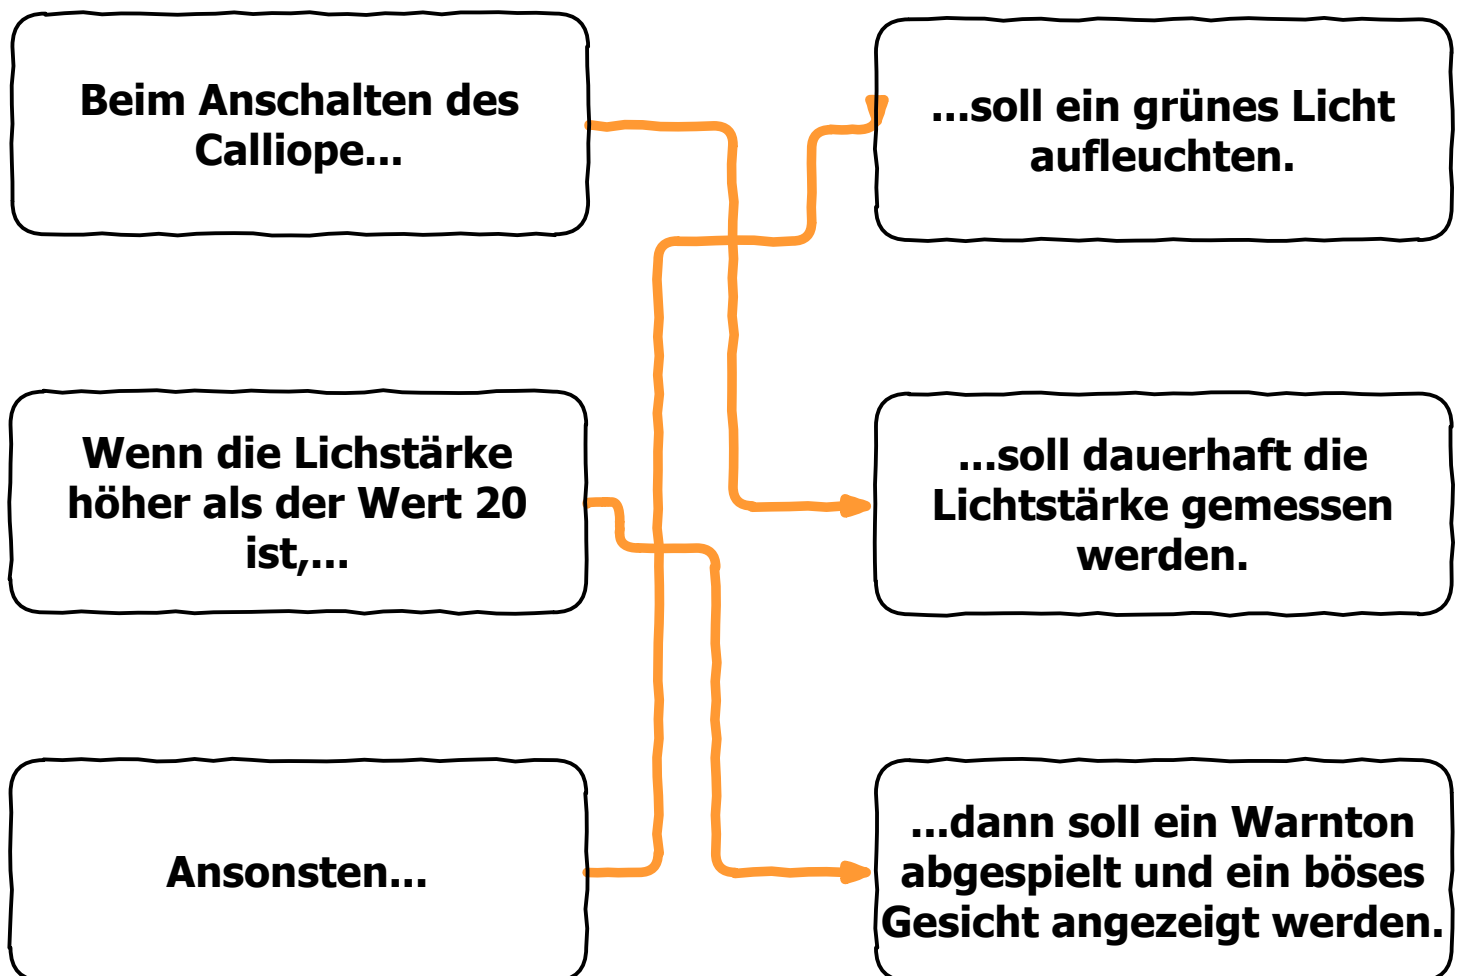 Beim Anschalten des
Calliope...
...soll ein grünes Licht
aufleuchten.
Wenn die Lichstärke
höher als der Wert 20
ist,...
...soll dauerhaft die
Lichtstärke gemessen
werden.
Ansonsten...
...dann soll ein Warnton
abgespielt und ein böses
Gesicht angezeigt werden.